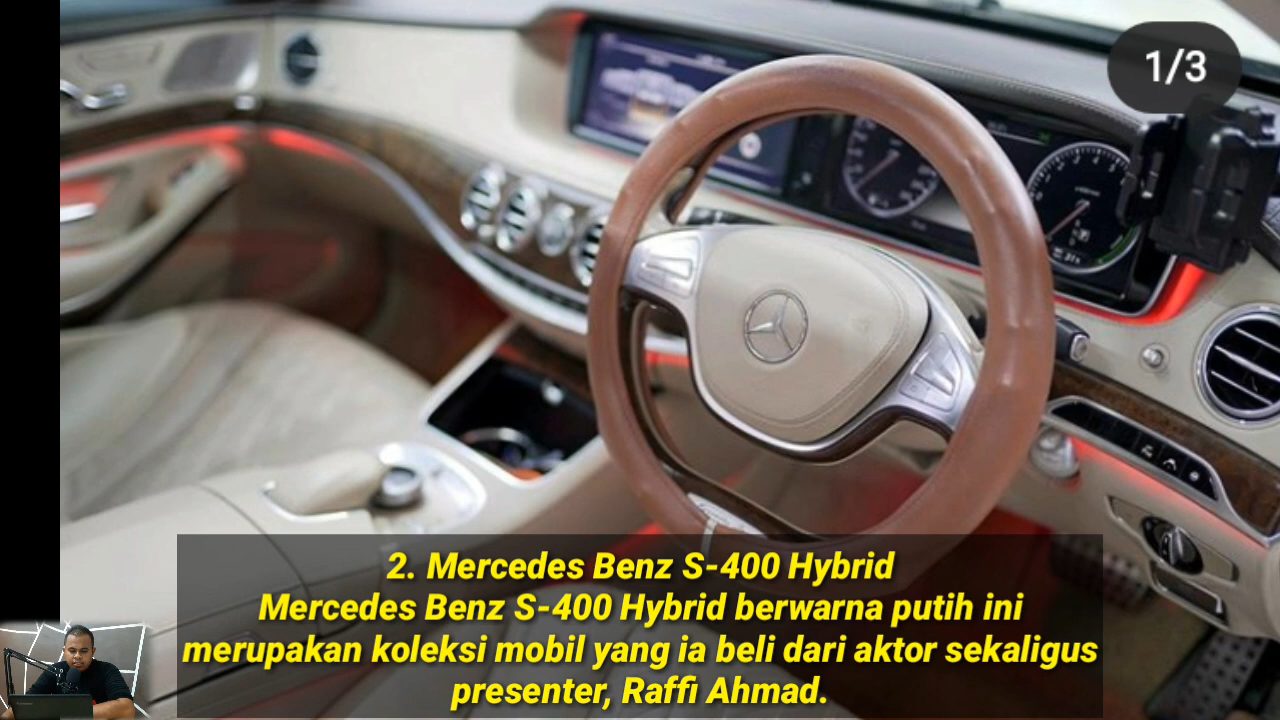 1/3
2. Mercedes Benz S-400 Hybrid
Mercedes Benz S-400 Hybrid berwarna putih ini
merupakan koleksi mobil yang ia beli dari aktor sekaligus
presenter, Raffi Ahmad.